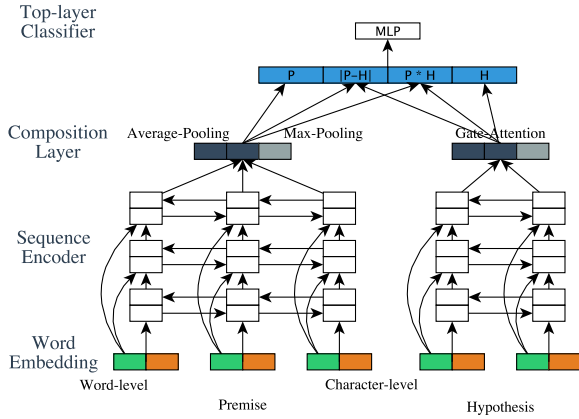 Top-layer
Classifier
MLP
P |P-H| P * H H
Composition
Layer
Average-Pooling Max-Pooling Gate-Attention
Sequence
Encoder
Word
Embedding
Word-level Character-level
Premise Hypothesis